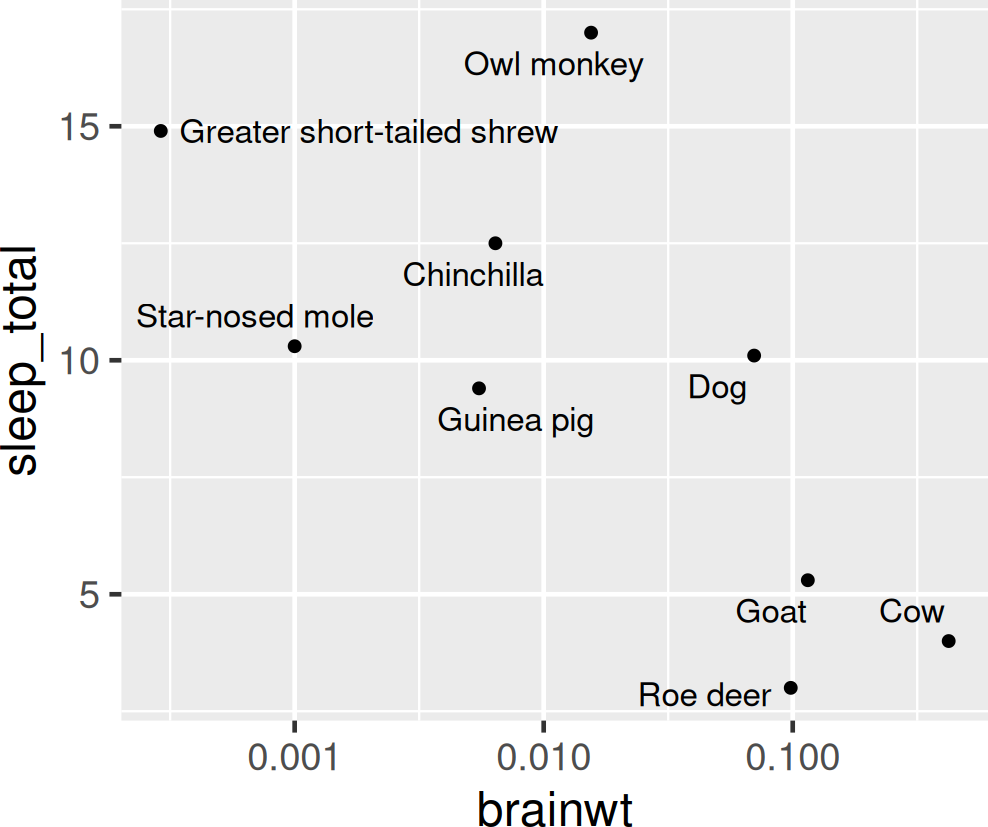 Owl monkey
15
Greater short-tailed shrew
Chinchilla
Star-nosed mole
10
Dog
Guinea pig
sleep_total
5
Goat
Cow
Roe deer
0.001
0.010
0.100
brainwt